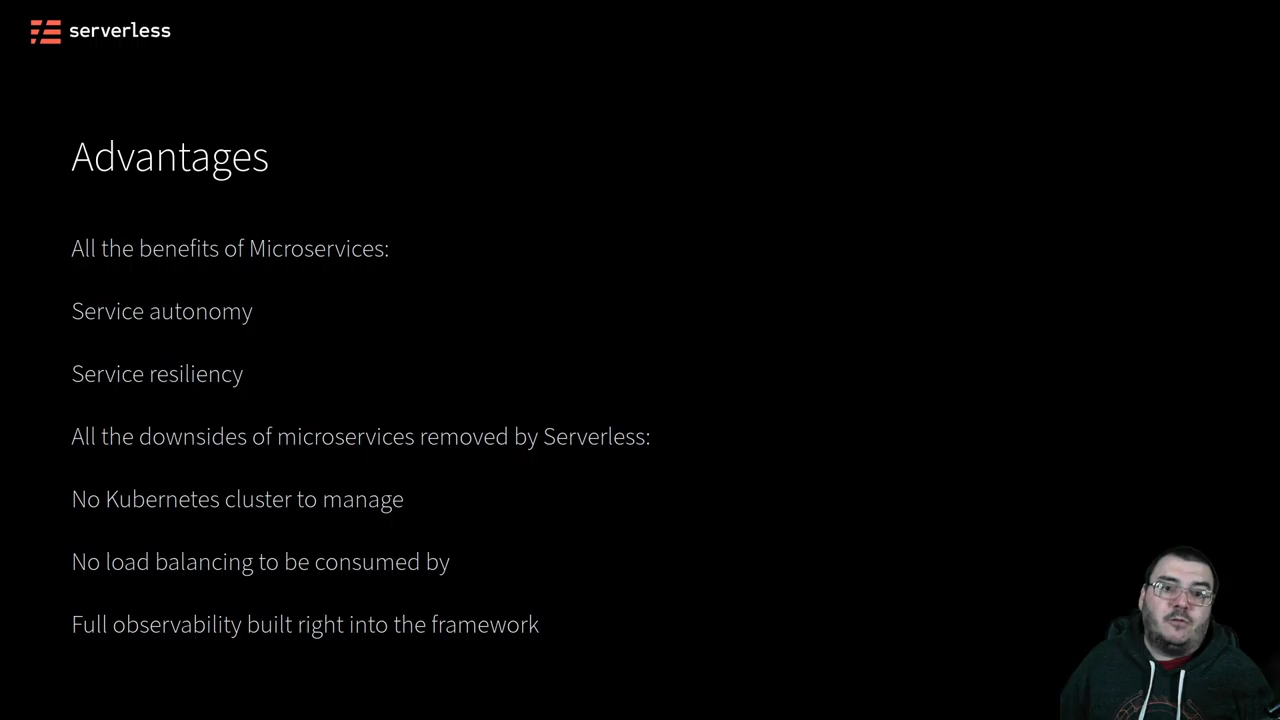 serverless
Advantages
All the benefits of Microservices:
Service autonomy
Service resiliency
All the downsides of microservices removed by Serverless:
No Kubernetes cluster to manage
No load balancing to be consumed by
Full observability built right into the framework